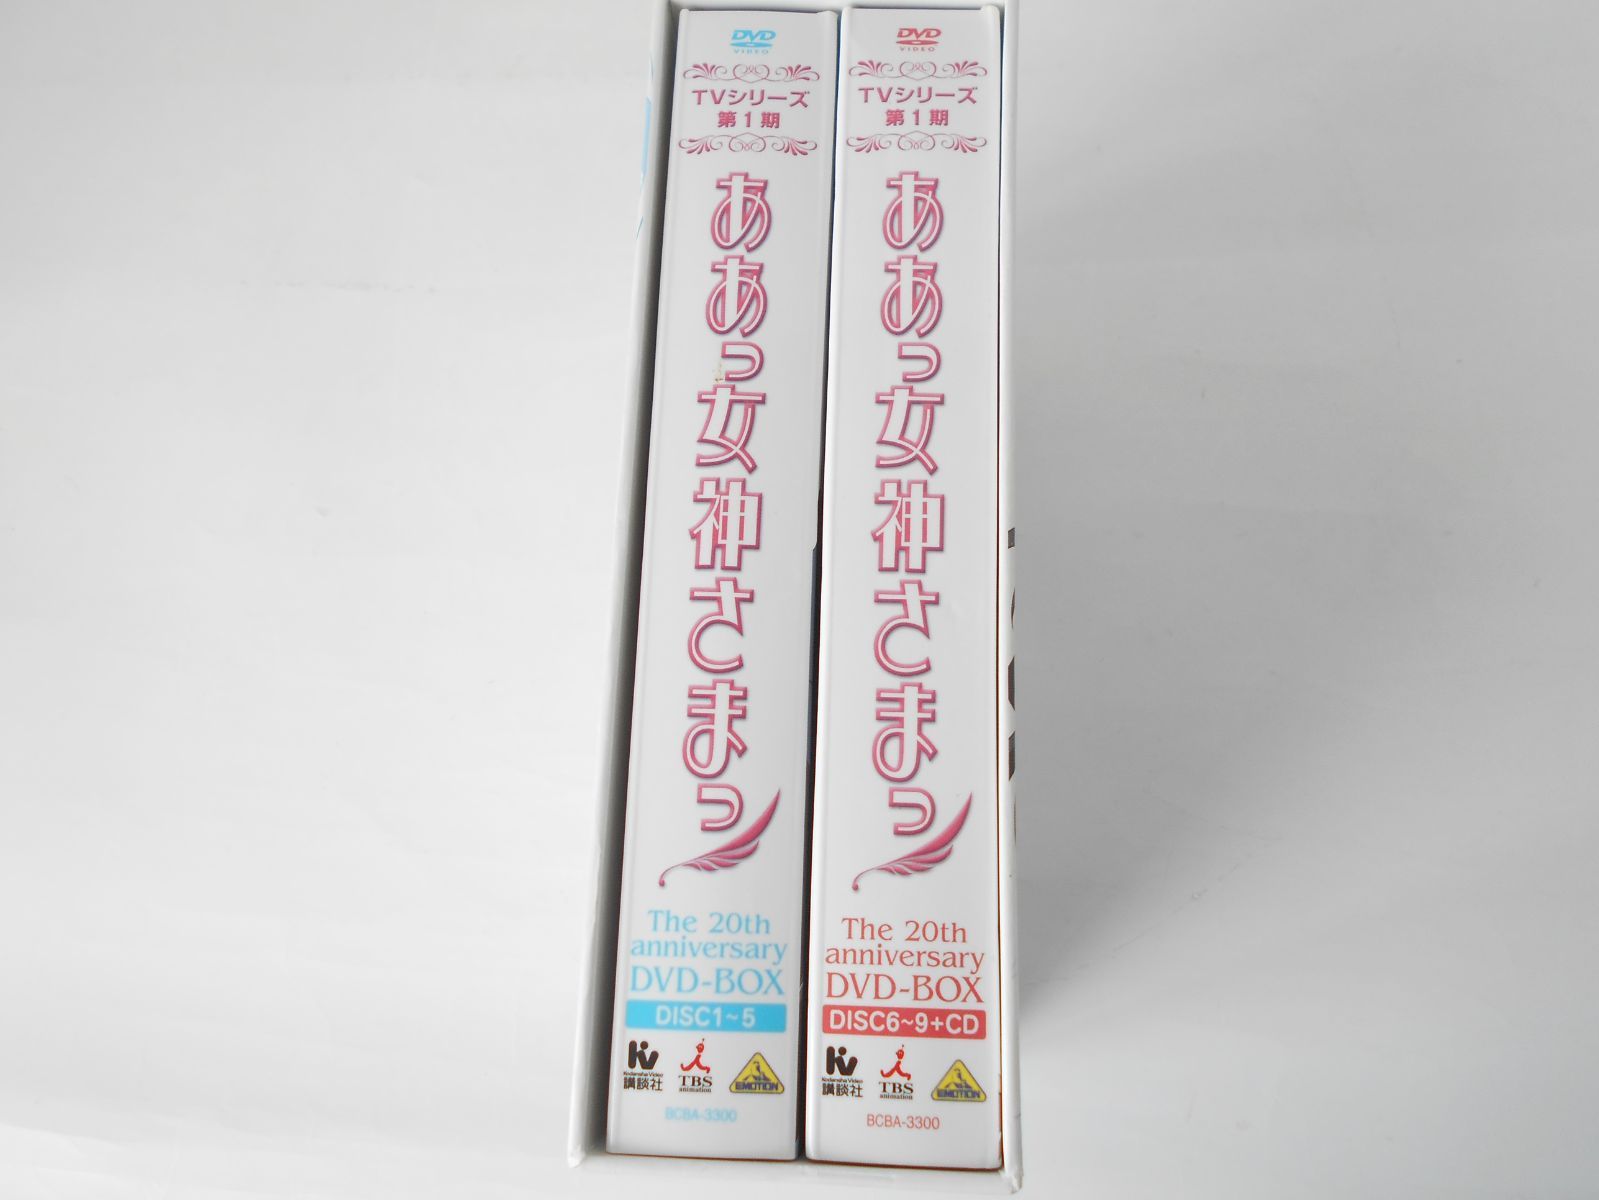 DVD
VIDEO
TVシリーズ
第1期
ああっ女神さまっ
The 20th
anniversary
DVD-BOX
DISC1~5
Kodansha Video
講談社
TBS
animation
EMOTION
BCBA-3300
DVD
VIDEO
TVシリーズ
第1期
ああっ女神さまっ
The 20th
anniversary
DVD-BOX
DISC6~9+CD
Kodansha Video
講談社
TBS
animation
EMOTION
BCBA-3300